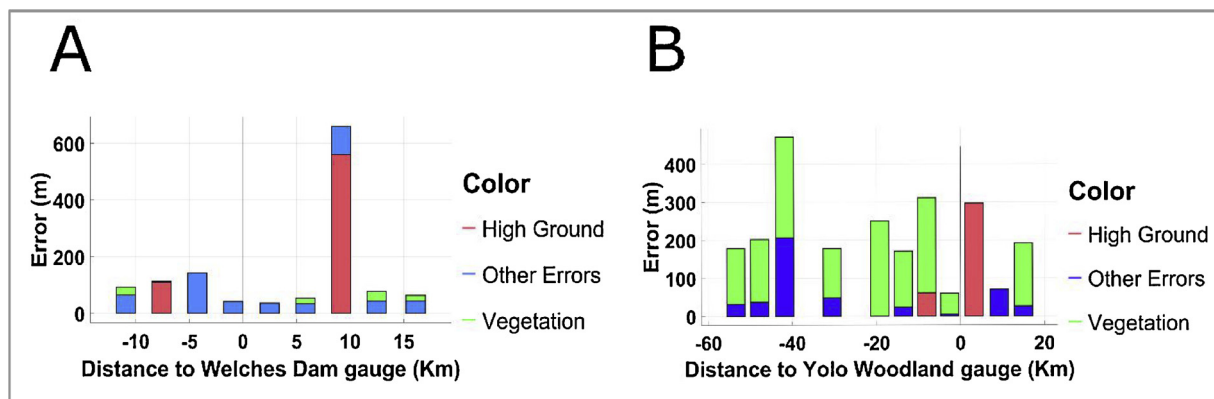 A
Error (m)
600
400
200
0
-10 -5 0 5 10 15
Distance to Welches Dam gauge (Km)
Color
High Ground
Other Errors
Vegetation
B
Error (m)
400
300
200
100
0
-60 -40 -20 0 20
Distance to Yolo Woodland gauge (Km)
Color
High Ground
Other Errors
Vegetation